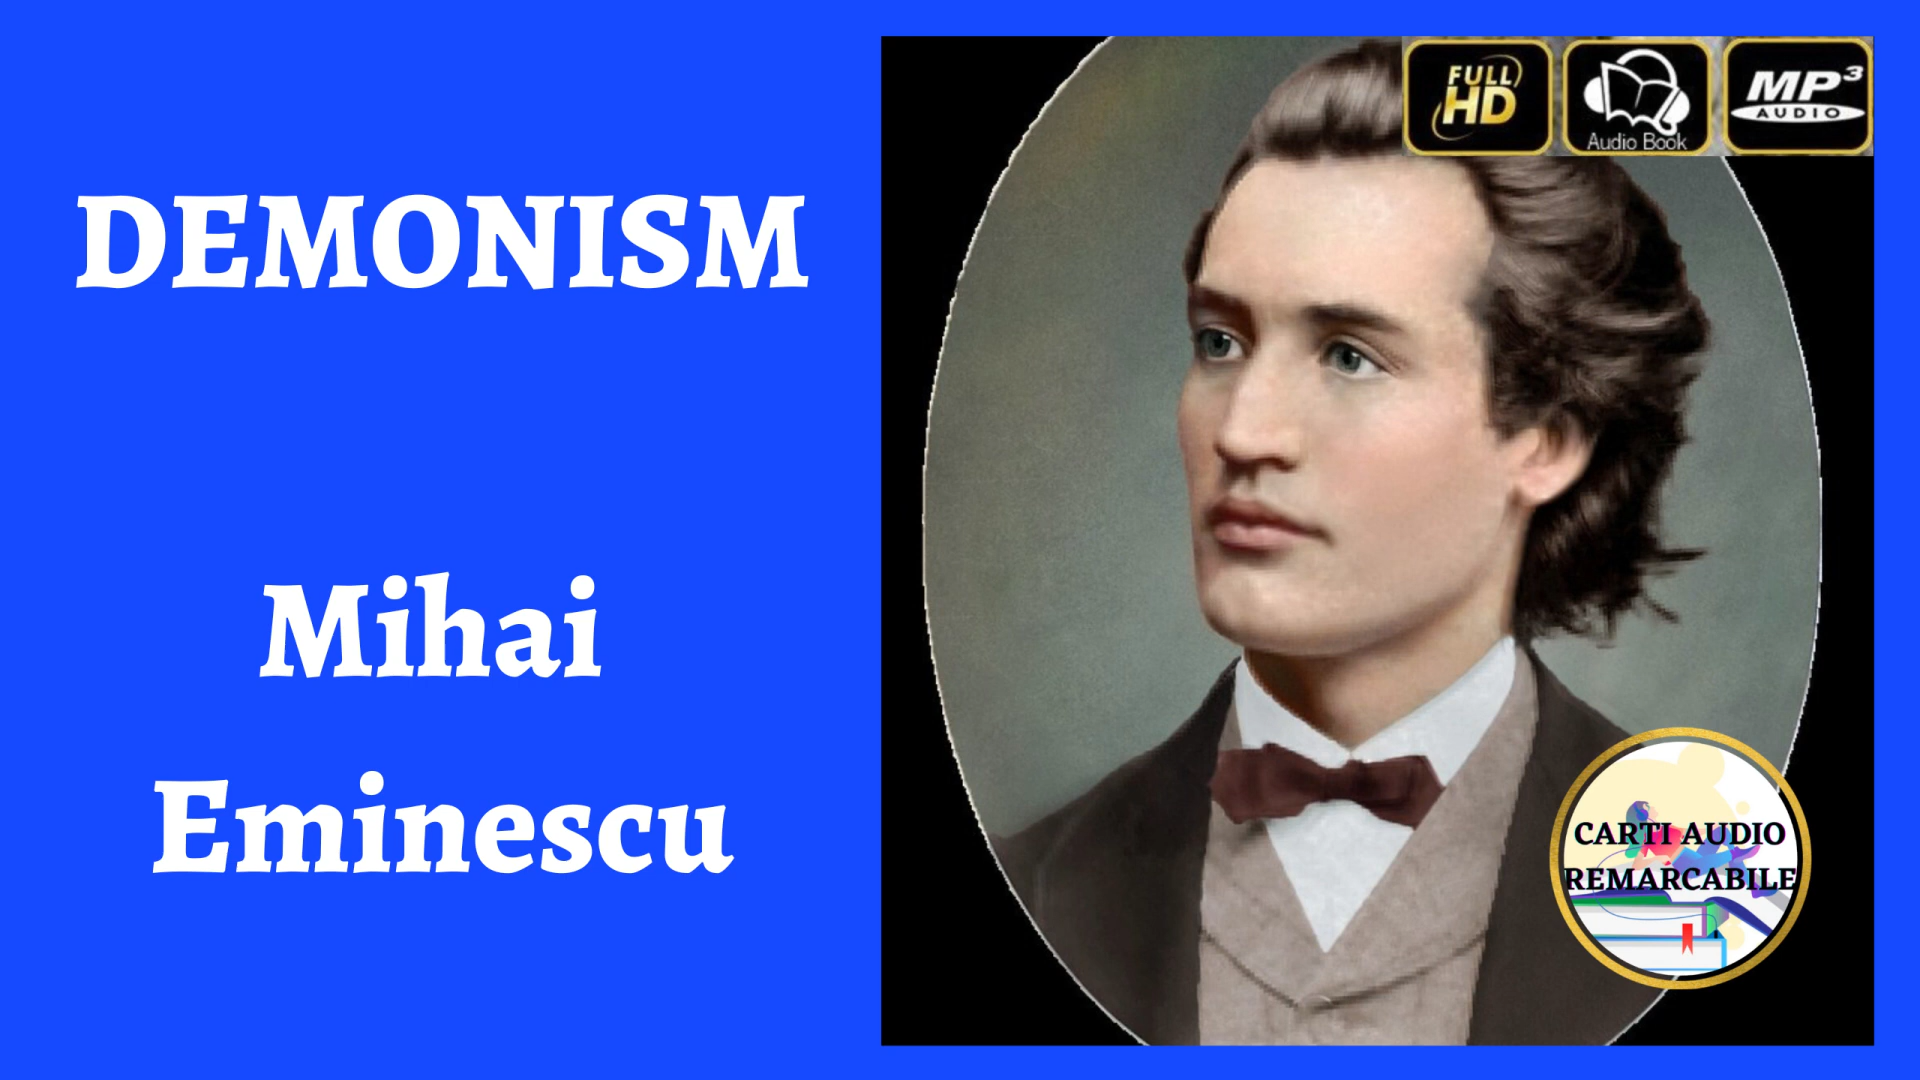 DEMONISM
Mihai
Eminescu
FULL
HD
Audio Book
MP3
AUDIO
CARTI AUDIO
REMARCABILE